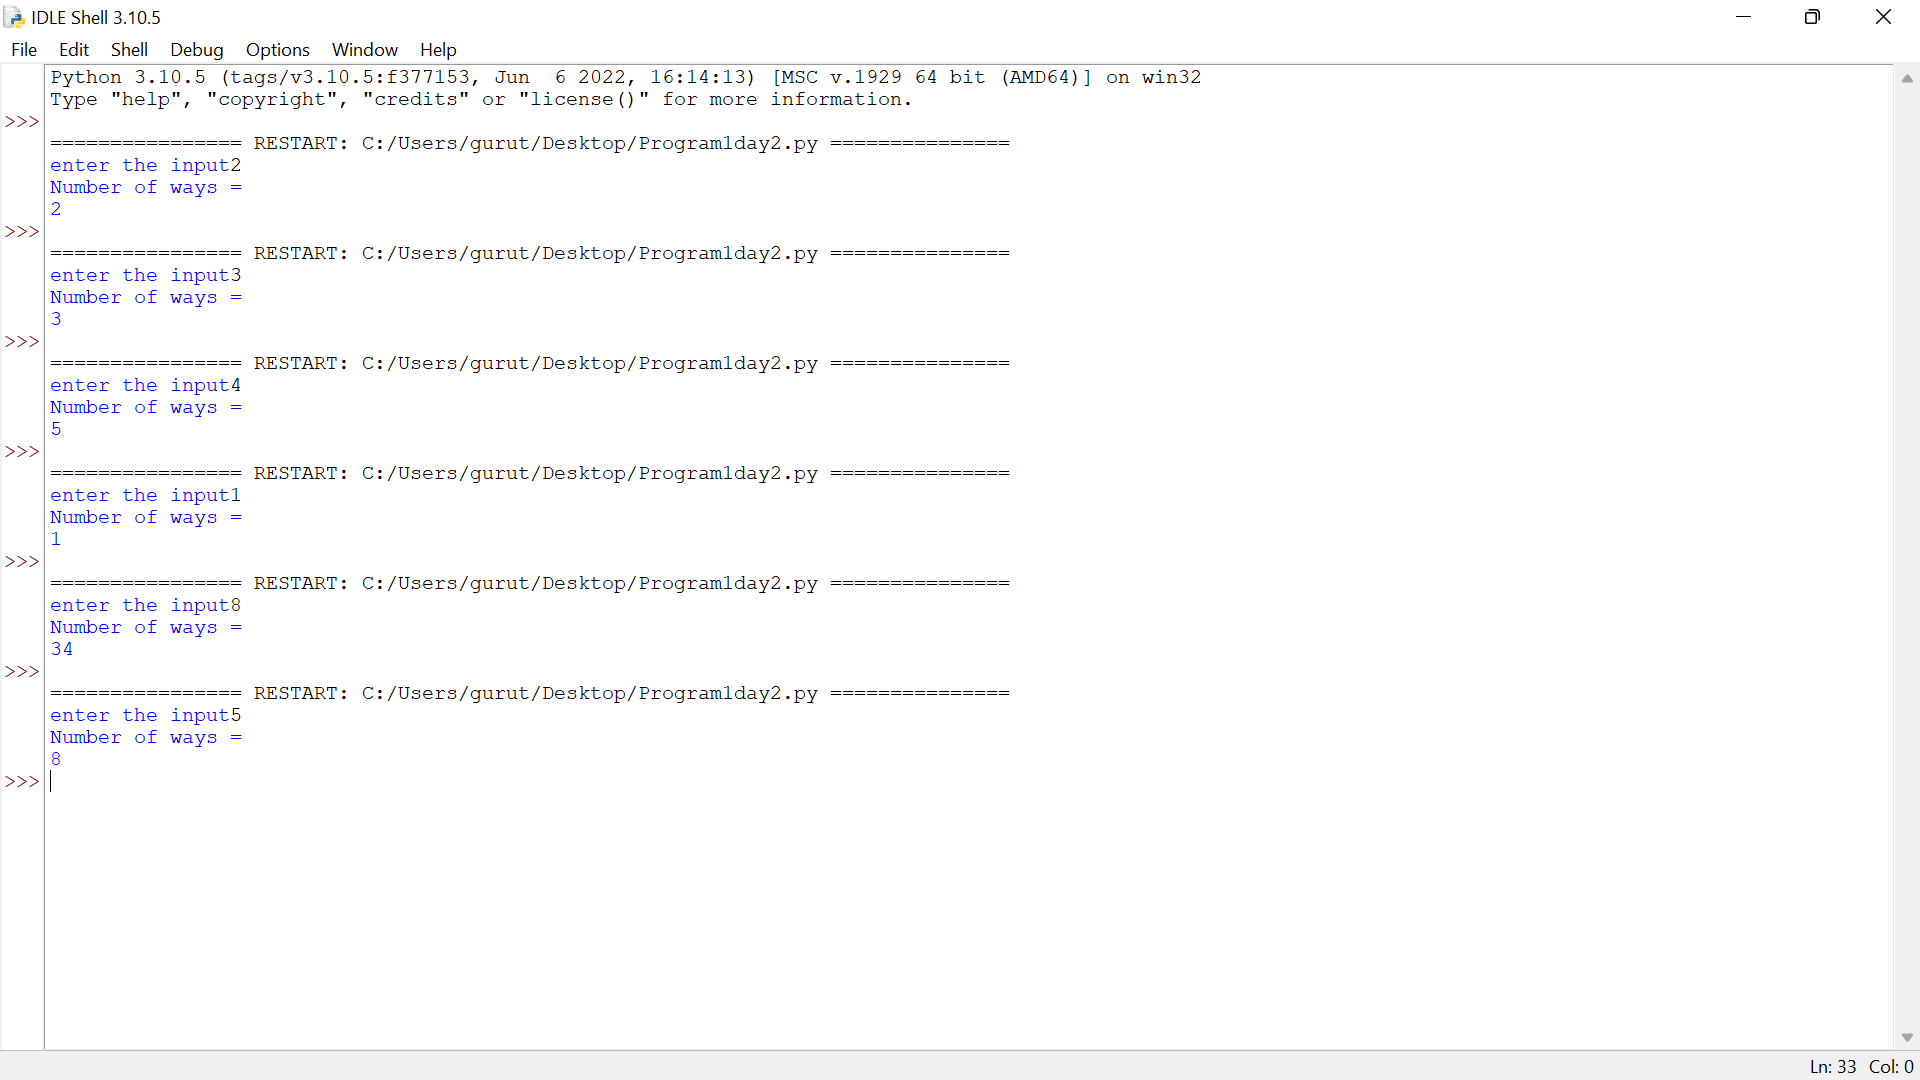 IDLE Shell 3.10.5
File Edit Shell Debug Options Window Help
Python 3.10.5 (tags/v3.10.5:f377153, Jun  6 2022, 16:14:13) [MSC v.1929 64 bit (AMD64)] on win32
Type "help", "copyright", "credits" or "license()" for more information.
>>>
================ RESTART: C:/Users/gurut/Desktop/Program1day2.py ===============
enter the input2
Number of ways =
2
>>>
================ RESTART: C:/Users/gurut/Desktop/Program1day2.py ===============
enter the input3
Number of ways =
3
>>>
================ RESTART: C:/Users/gurut/Desktop/Program1day2.py ===============
enter the input4
Number of ways =
5
>>>
================ RESTART: C:/Users/gurut/Desktop/Program1day2.py ===============
enter the input1
Number of ways =
1
>>>
================ RESTART: C:/Users/gurut/Desktop/Program1day2.py ===============
enter the input8
Number of ways =
34
>>>
================ RESTART: C:/Users/gurut/Desktop/Program1day2.py ===============
enter the input5
Number of ways =
8
>>>
Ln: 33 Col: 0